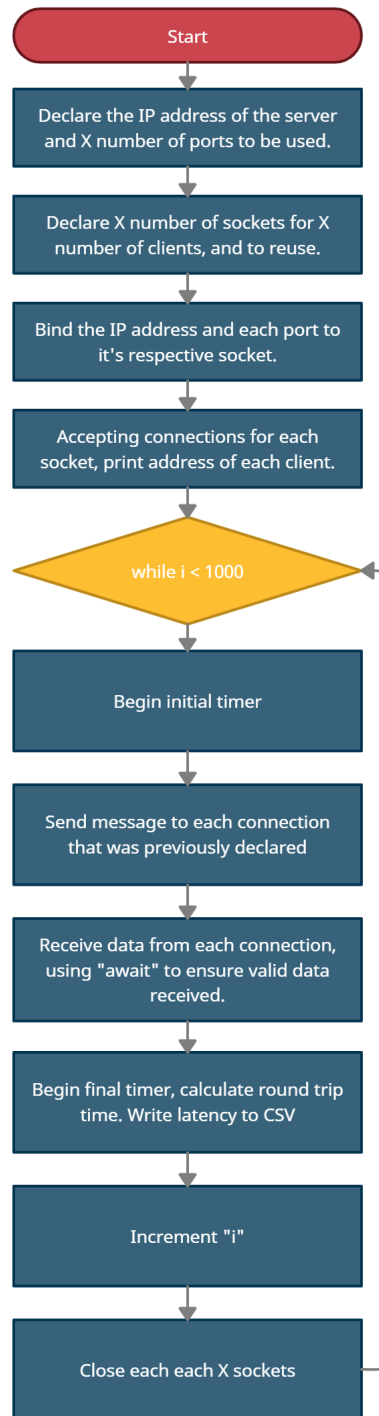 Start
Declare the IP address of the server
and X number of ports to be used.
Declare X number of sockets for X
number of clients, and to reuse.
Bind the IP address and each port to
it's respective socket.
Accepting connections for each
socket, print address of each client.
while i < 1000
Begin initial timer
Send message to each connection
that was previously declared
Receive data from each connection,
using "await" to ensure valid data
received.
Begin final timer, calculate round trip
time. Write latency to CSV
Increment "i"
Close each each X sockets